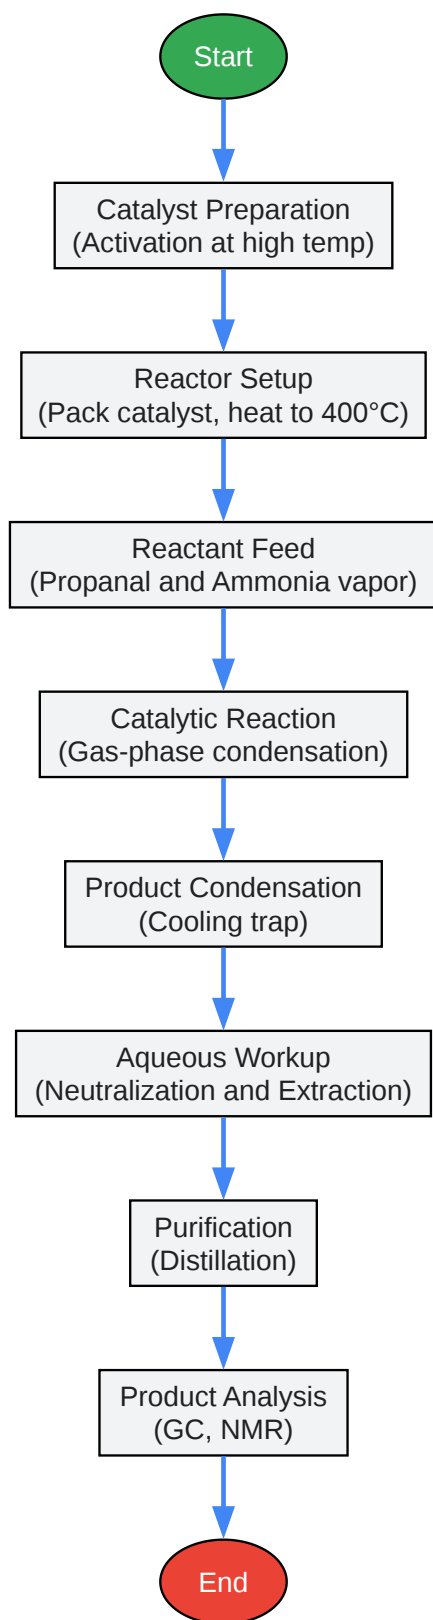 Start
Catalyst Preparation
(Activation at high temp)
Reactor Setup
(Pack catalyst, heat to 400°C)
Reactant Feed
(Propanal and Ammonia vapor)
Catalytic Reaction
(Gas-phase condensation)
Product Condensation
(Cooling trap)
Aqueous Workup
(Neutralization and Extraction)
Purification
(Distillation)
Product Analysis
(GC, NMR)
End